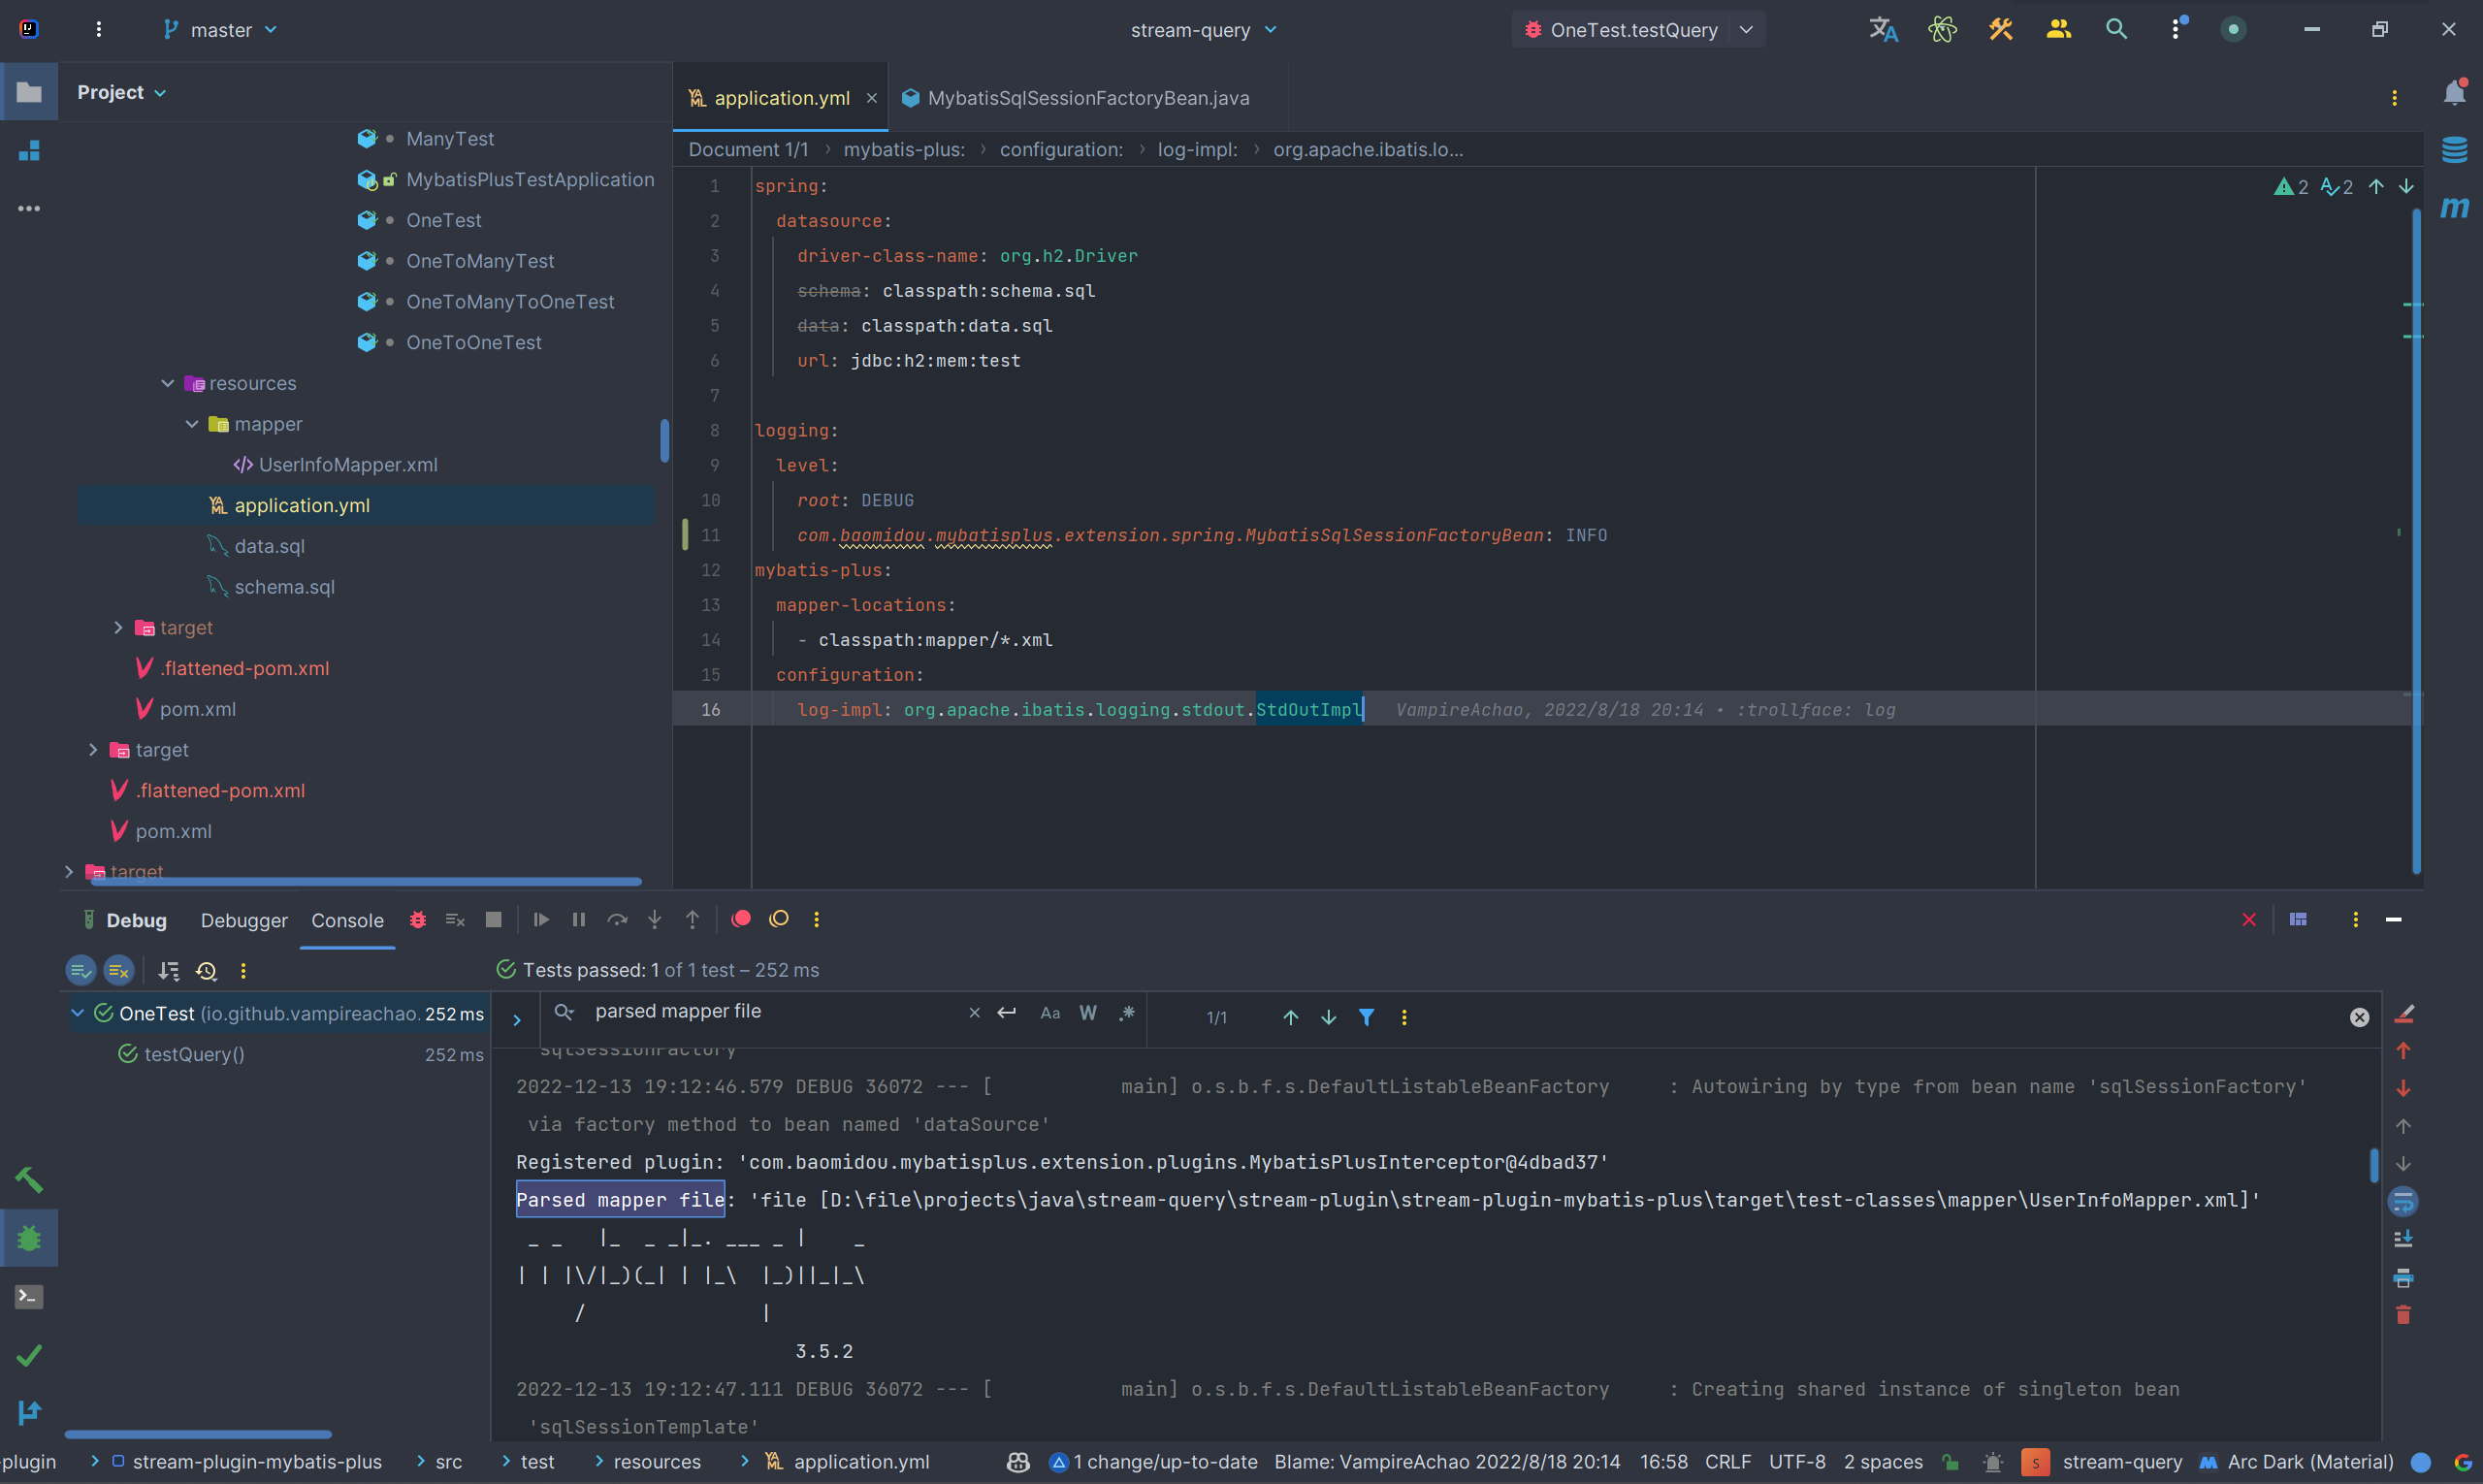 master
stream-query
OneTest.testQuery
Project
ManyTest
MybatisPlusTestApplication
OneTest
OneToManyTest
OneToManyToOneTest
OneToOneTest
resources
mapper
UserInfoMapper.xml
application.yml
data.sql
schema.sql
target
.flattened-pom.xml
pom.xml
target
.flattened-pom.xml
pom.xml
target
application.yml
MybatisSqlSessionFactoryBean.java
Document 1/1 › mybatis-plus: › configuration: › log-impl: › org.apache.ibatis.lo...
2 2
1 spring:
2 datasource:
3 driver-class-name: org.h2.Driver
4 schema: classpath:schema.sql
5 data: classpath:data.sql
6 url: jdbc:h2:mem:test
7
8 logging:
9 level:
10 root: DEBUG
11 com.baomidou.mybatisplus.extension.spring.MybatisSqlSessionFactoryBean: INFO
12 mybatis-plus:
13 mapper-locations:
14 - classpath:mapper/*.xml
15 configuration:
16 log-impl: org.apache.ibatis.logging.stdout.StdOutImpl VampireAchao, 2022/8/18 20:14 • :trollface: log
Debug Debugger Console
Tests passed: 1 of 1 test – 252 ms
OneTest (io.github.vampireachao. 252 ms
testQuery() 252 ms
parsed mapper file
Aa W .* 1/1
sqlSessionFactory
2022-12-13 19:12:46.579 DEBUG 36072 --- [           main] o.s.b.f.s.DefaultListableBeanFactory     : Autowiring by type from bean name 'sqlSessionFactory'
via factory method to bean named 'dataSource'
Registered plugin: 'com.baomidou.mybatisplus.extension.plugins.MybatisPlusInterceptor@4dbad37'
Parsed mapper file: 'file [D:\file\projects\java\stream-query\stream-plugin\stream-plugin-mybatis-plus\target\test-classes\mapper\UserInfoMapper.xml]'
 _ _   |_  _ _|_. ___ _ |    _
| | |\/|_)(_| | |_\  |_)||_|_\
     /               |
3.5.2
2022-12-13 19:12:47.111 DEBUG 36072 --- [           main] o.s.b.f.s.DefaultListableBeanFactory     : Creating shared instance of singleton bean
'sqlSessionTemplate'
-plugin › stream-plugin-mybatis-plus › src › test › resources › application.yml
1 change/up-to-date Blame: VampireAchao 2022/8/18 20:14 16:58 CRLF UTF-8 2 spaces stream-query Arc Dark (Material)